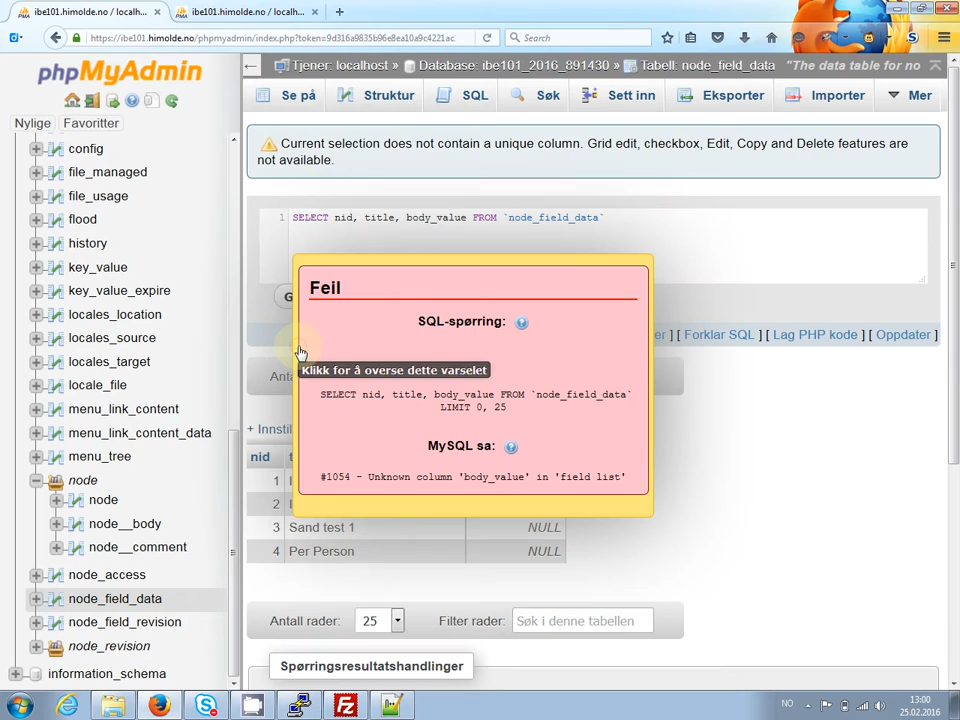 ibe101.himolde.no / localh...
ibe101.himolde.no / localh...
https://ibe101.himolde.no/phpmyadmin/index.php?token=9d316a9835b96e8ea10a9c4221ac
Search
phpMyAdmin
Nylige
Favoritter
config
file_managed
file_usage
flood
history
key_value
key_value_expire
locales_location
locales_source
locales_target
locale_file
menu_link_content
menu_link_content_data
menu_tree
node
node
node__body
node__comment
node_access
node_field_data
node_field_revision
node_revision
information_schema
Tjener: localhost » Database: ibe101_2016_891430 » Tabell: node_field_data "The data table for no
Se på
Struktur
SQL
Søk
Sett inn
Eksporter
Importer
Mer
Current selection does not contain a unique column. Grid edit, checkbox, Edit, Copy and Delete features are
not available.
1 SELECT nid, title, body_value FROM `node_field_data`
G
Feil
SQL-spørring:
Klikk for å overse dette varselet
SELECT nid, title, body_value FROM `node_field_data`
LIMIT 0, 25
MySQL sa:
#1054 - Unknown column 'body_value' in 'field list'
er ] [ Forklar SQL ] [ Lag PHP kode ] [ Oppdater ]
Anta
+ Innstil
nid
1
2
3 Sand test 1 NULL
4 Per Person NULL
Antall rader: 25 Filter rader: Søk i denne tabellen
Spørringsresultatshandlinger
NO
13:00
25.02.2016